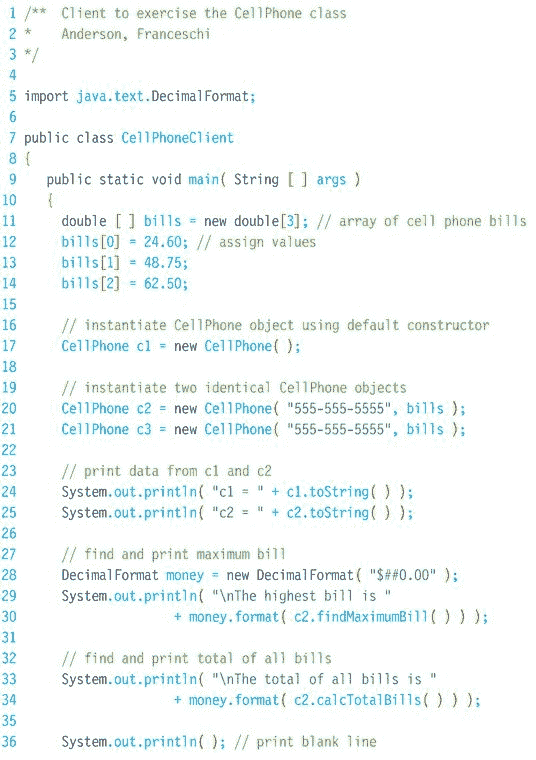 1 /** Client to exercise the CellPhone class
2 * Anderson, Franceschi
3 */
4
5 import java.text.DecimalFormat;
6
7 public class CellPhoneClient
8 {
9 public static void main( String [ ] args )
10 {
11 double [ ] bills = new double[3]; // array of cell phone bills
12 bills[0] = 24.60; // assign values
13 bills[1] = 48.75;
14 bills[2] = 62.50;
15
16 // instantiate CellPhone object using default constructor
17 CellPhone c1 = new CellPhone( );
18
19 // instantiate two identical CellPhone objects
20 CellPhone c2 = new CellPhone( "555-555-5555", bills );
21 CellPhone c3 = new CellPhone( "555-555-5555", bills );
22
23 // print data from c1 and c2
24 System.out.println( "c1 = " + c1.toString( ) );
25 System.out.println( "c2 = " + c2.toString( ) );
26
27 // find and print maximum bill
28 DecimalFormat money = new DecimalFormat( "$##0.00" );
29 System.out.println( "\nThe highest bill is "
30 + money.format( c2.findMaximumBill( ) ) );
31
32 // find and print total of all bills
33 System.out.println( "\nThe total of all bills is "
34 + money.format( c2.calcTotalBills( ) ) );
35
36 System.out.println( ); // print blank line